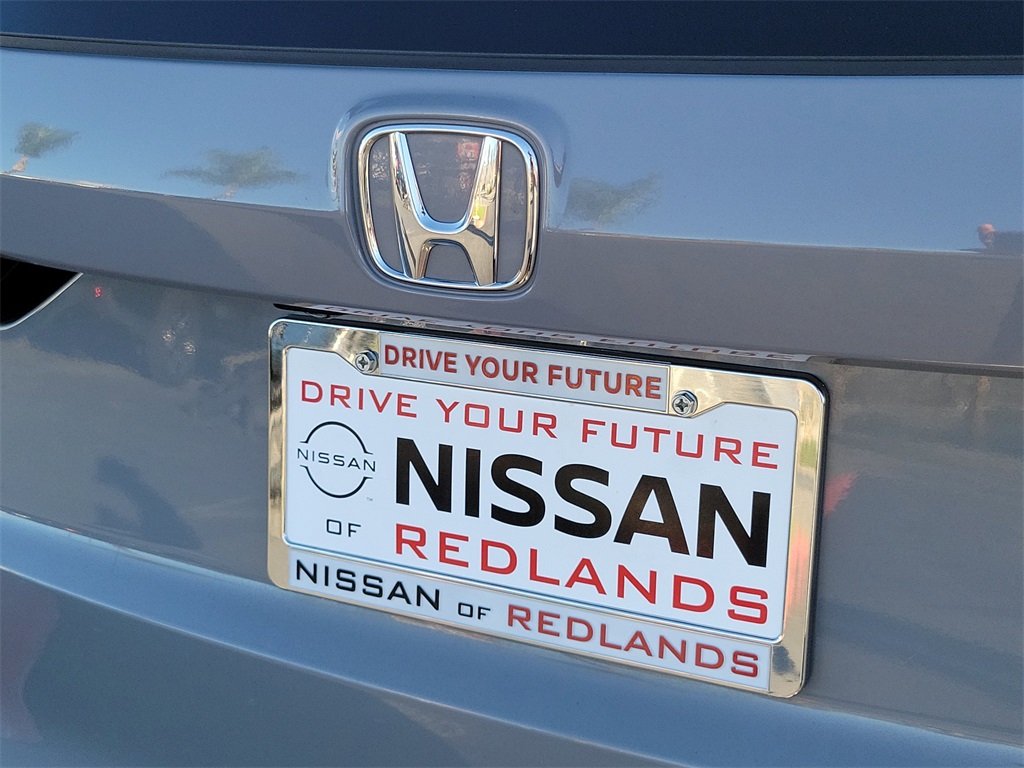 DRIVE YOUR FUTURE
DRIVE YOUR FUTURE
NISSAN
NISSAN
OF REDLANDS
NISSAN OF REDLANDS